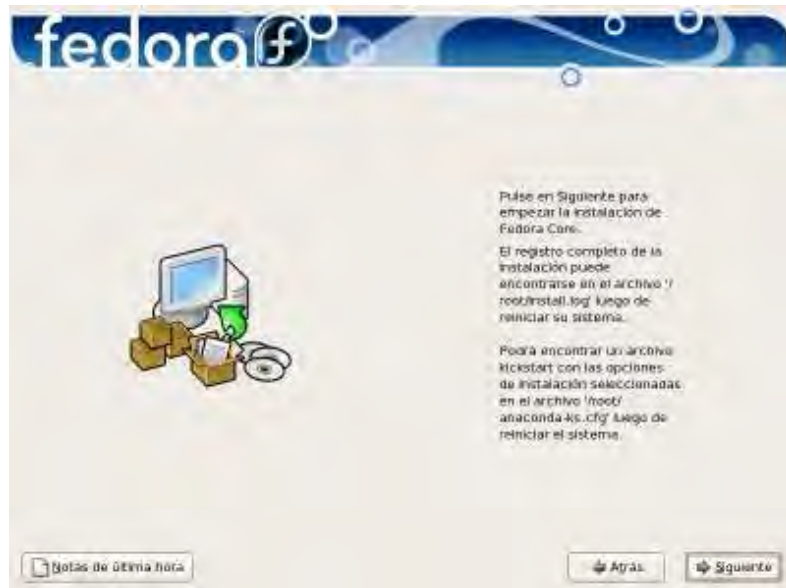 fedora f
Pulse en Siguiente para
empezar la instalación de
Fedora Core.
El registro completo de la
instalación puede
encontrarse en el archivo '/
root/install.log' luego de
reiniciar su sistema.
Podrá encontrar un archivo
kickstart con las opciones
de instalación seleccionadas
en el archivo '/root/
anaconda-ks.cfg' luego de
reiniciar el sistema.
Notas de última hora
Atrás
Siguiente